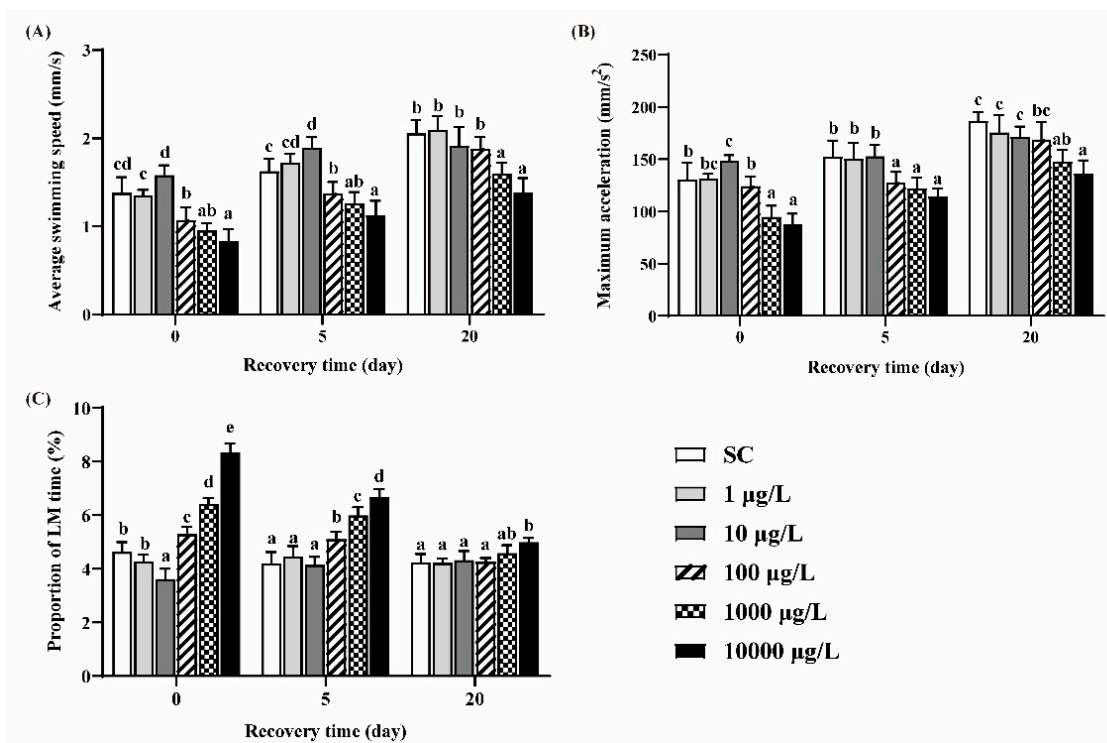 (A)
Average swimming speed (mm/s)
3
2
1
0
cd c d b ab a
c cd d b ab a
b b b b a a
0 5 20
Recovery time (day)
(B)
Maximum acceleration (mm/s²)
250
200
150
100
50
0
b bc c b a a
b b b a a a
c c c bc ab a
0 5 20
Recovery time (day)
(C)
Proportion of LM time (%)
10
8
6
4
2
0
b b a c d e
a a a b c d
a a a a ab b
0 5 20
Recovery time (day)
SC
1 μg/L
10 μg/L
100 μg/L
1000 μg/L
10000 μg/L